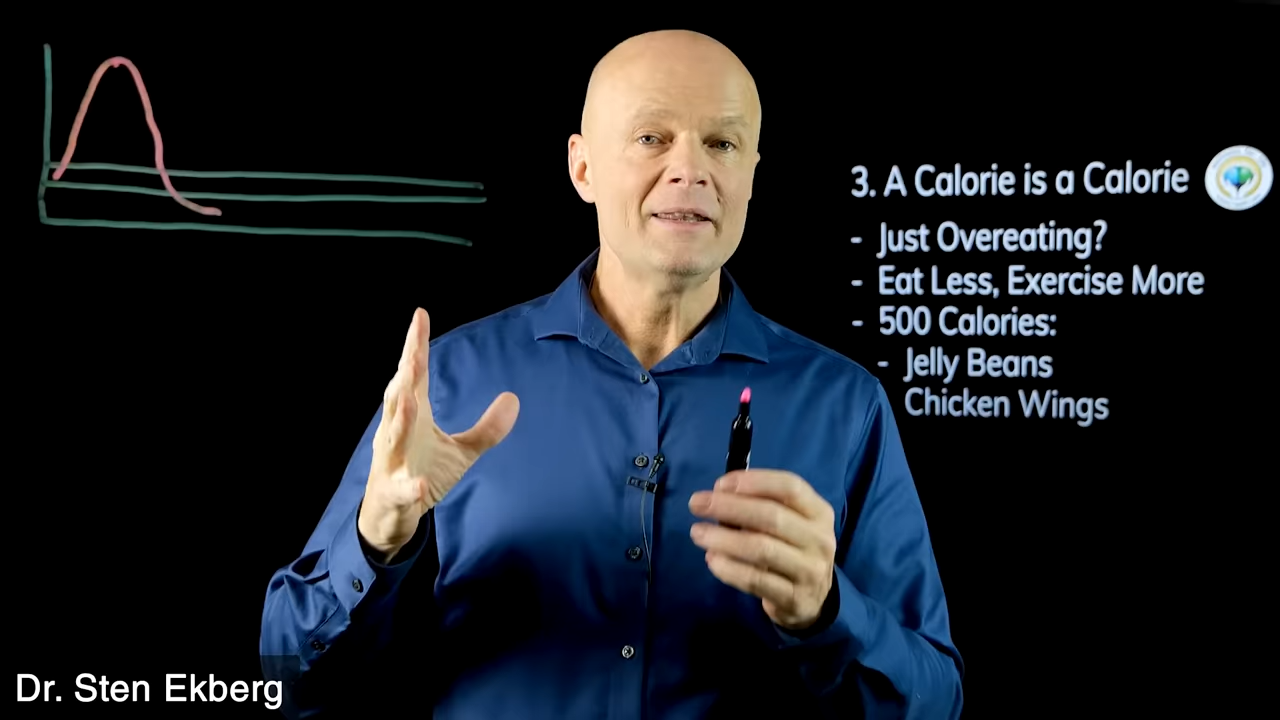 3. A Calorie is a Calorie
- Just Overeating?
- Eat Less, Exercise More
- 500 Calories:
- Jelly Beans
Chicken Wings
Dr. Sten Ekberg